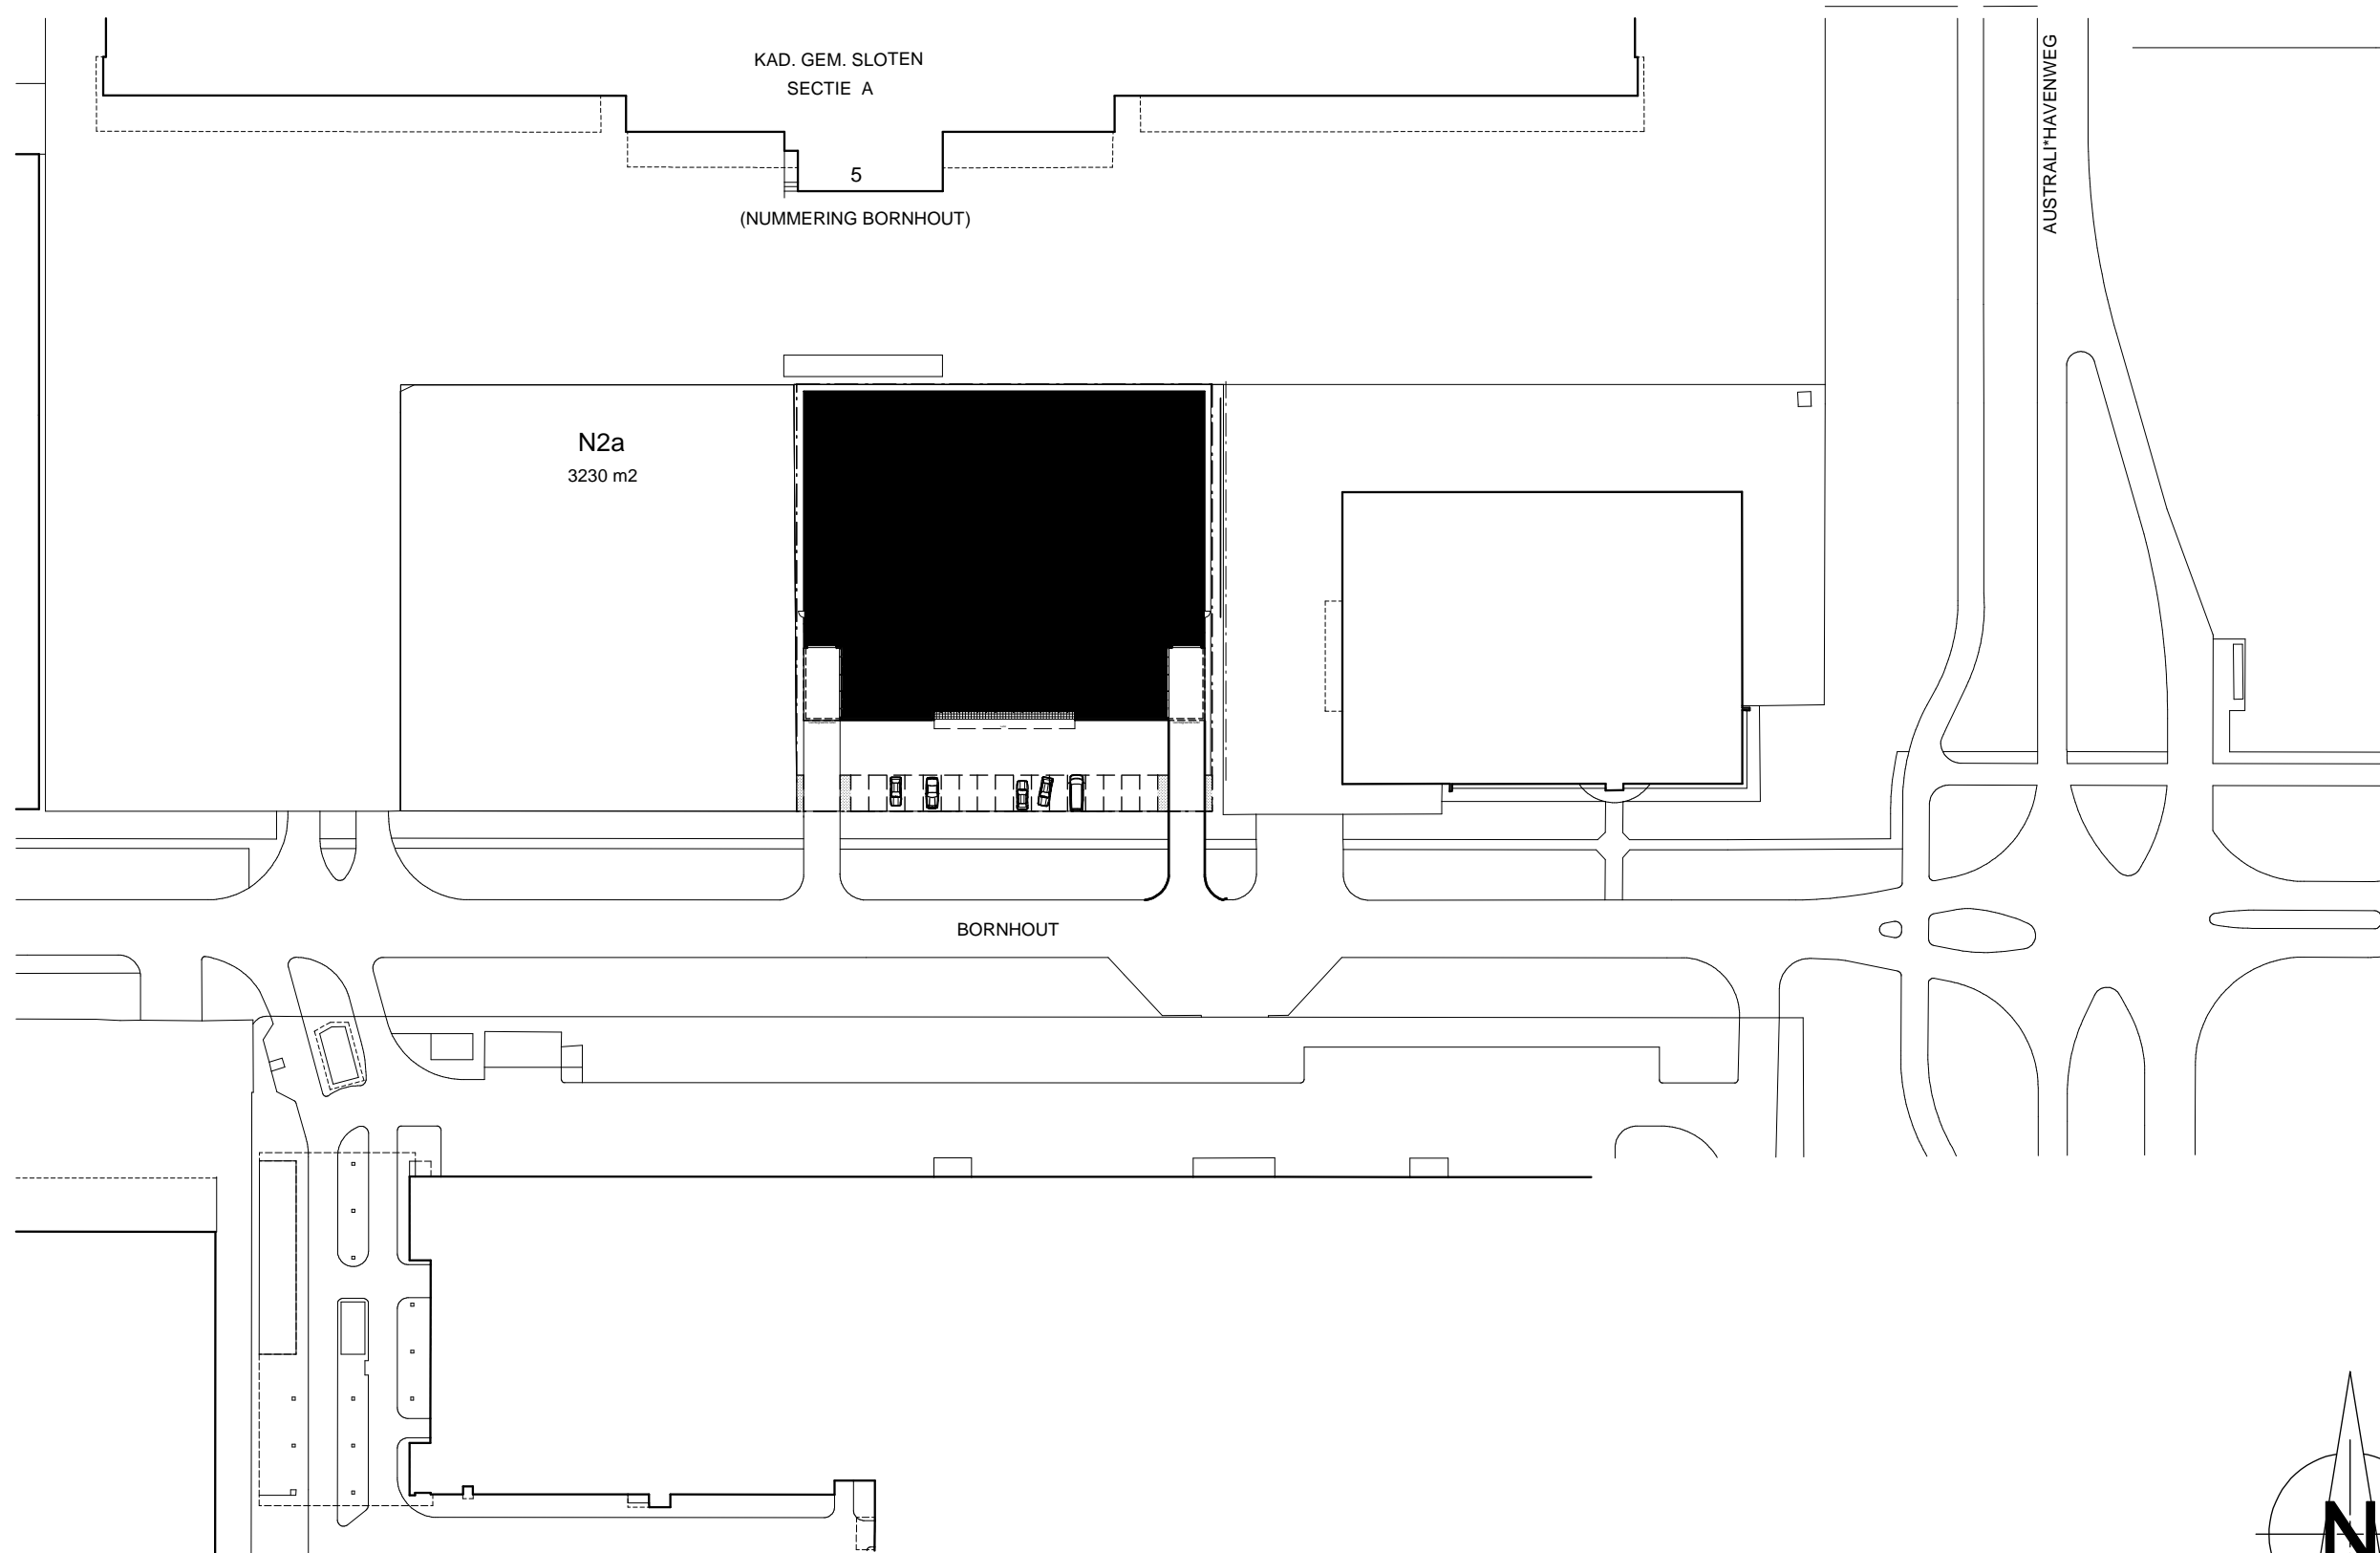 KAD. GEM. SLOTEN
SECTIE A
5
(NUMMERING BORNHOUT)
AUSTRALI*HAVENWEG
N2a
3230 m2
BORNHOUT
N